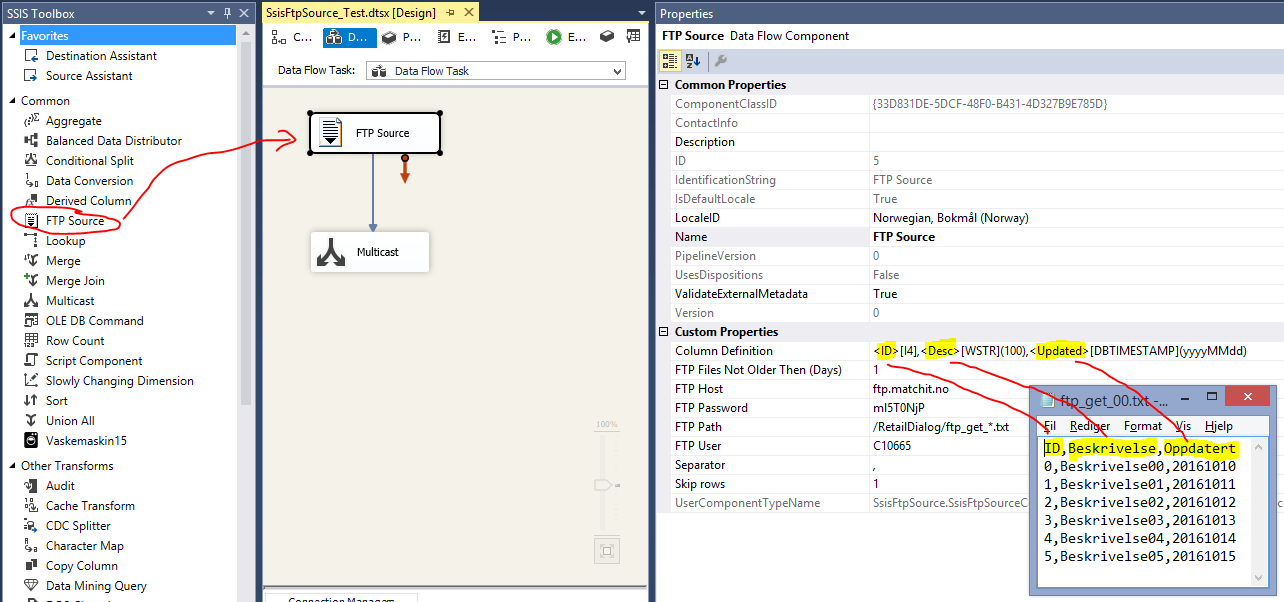 SSIS Toolbox
Favorites
Destination Assistant
Source Assistant
Common
Aggregate
Balanced Data Distributor
Conditional Split
Data Conversion
Derived Column
FTP Source
Lookup
Merge
Merge Join
Multicast
OLE DB Command
Row Count
Script Component
Slowly Changing Dimension
Sort
Union All
Vaskemaskin15
Other Transforms
Audit
Cache Transform
CDC Splitter
Character Map
Copy Column
Data Mining Query
SsisFtpSource_Test.dtsx [Design]
C... D... P... E... P... E...
Data Flow Task: Data Flow Task
FTP Source
Multicast
100%
Connection Managers
Properties
FTP Source Data Flow Component
Common Properties
ComponentClassID {33D831DE-5DCF-48F0-B431-4D327B9E785D}
ContactInfo
Description
ID 5
IdentificationString FTP Source
IsDefaultLocale True
LocaleID Norwegian, Bokmål (Norway)
Name FTP Source
PipelineVersion 0
UsesDispositions False
ValidateExternalMetadata True
Version 0
Custom Properties
Column Definition <ID>[I4],<Desc>[WSTR](100),<Updated>[DBTIMESTAMP](yyyyMMdd)
FTP Files Not Older Then (Days) 1
FTP Host ftp.matchit.no
FTP Password mI5T0NjP
FTP Path /RetailDialog/ftp_get_*.txt
FTP User C10665
Separator ,
Skip rows 1
UserComponentTypeName SsisFtpSource.SsisFtpSourceC
ftp_get_00.txt -...
Fil Rediger Format Vis Hjelp
ID,Beskrivelse,Oppdatert
0,Beskrivelse00,20161010
1,Beskrivelse01,20161011
2,Beskrivelse02,20161012
3,Beskrivelse03,20161013
4,Beskrivelse04,20161014
5,Beskrivelse05,20161015